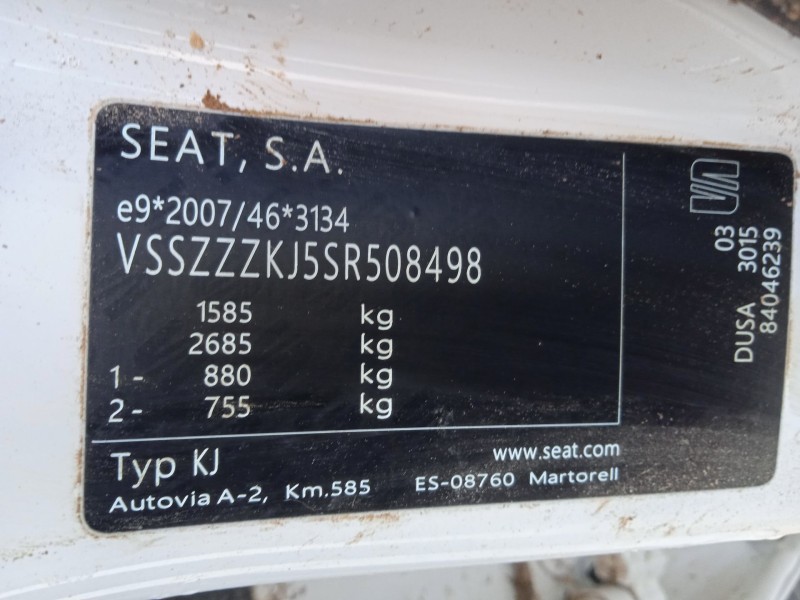 SEAT, S.A.
e9*2007/46*3134
VSSZZZKJ5SR508498
1585 kg
2685 kg
1- 880 kg
2- 755 kg
Typ KJ www.seat.com
Autovia A-2, Km.585 ES-08760 Martorell
03
3015
DUSA 84046239